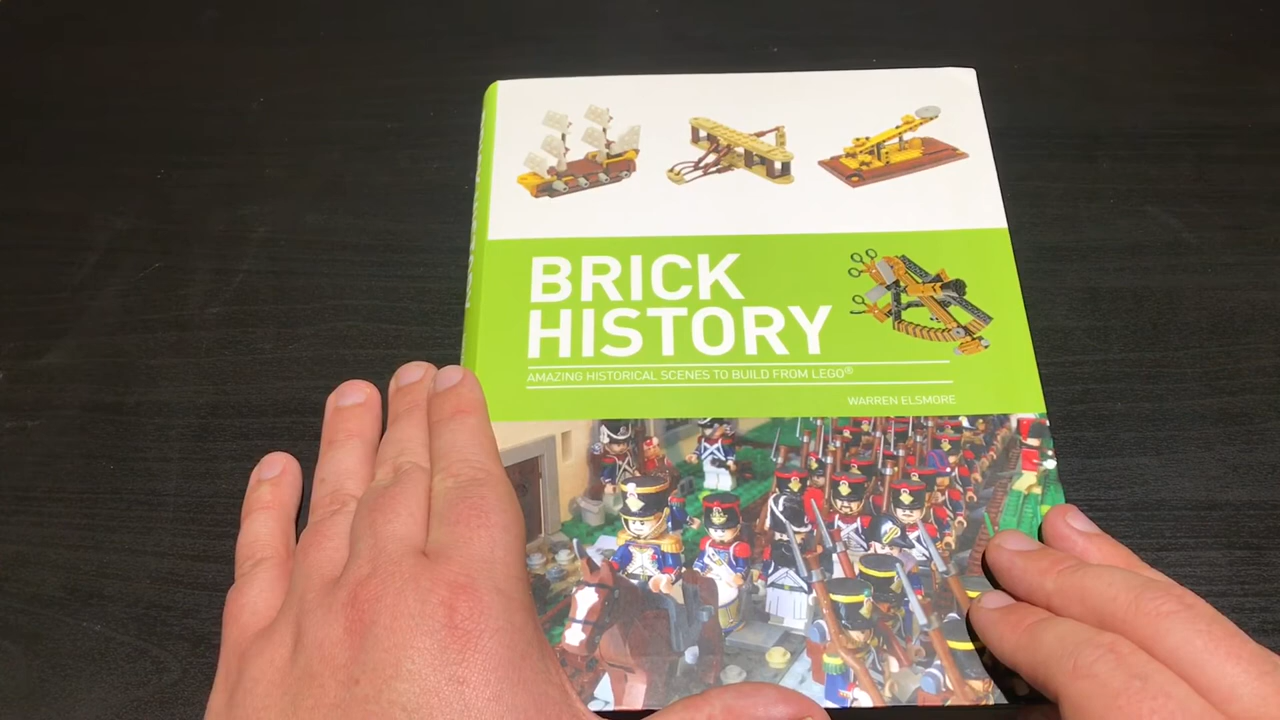 BRICK
HISTORY
AMAZING HISTORICAL SCENES TO BUILD FROM LEGO®
WARREN ELSMORE